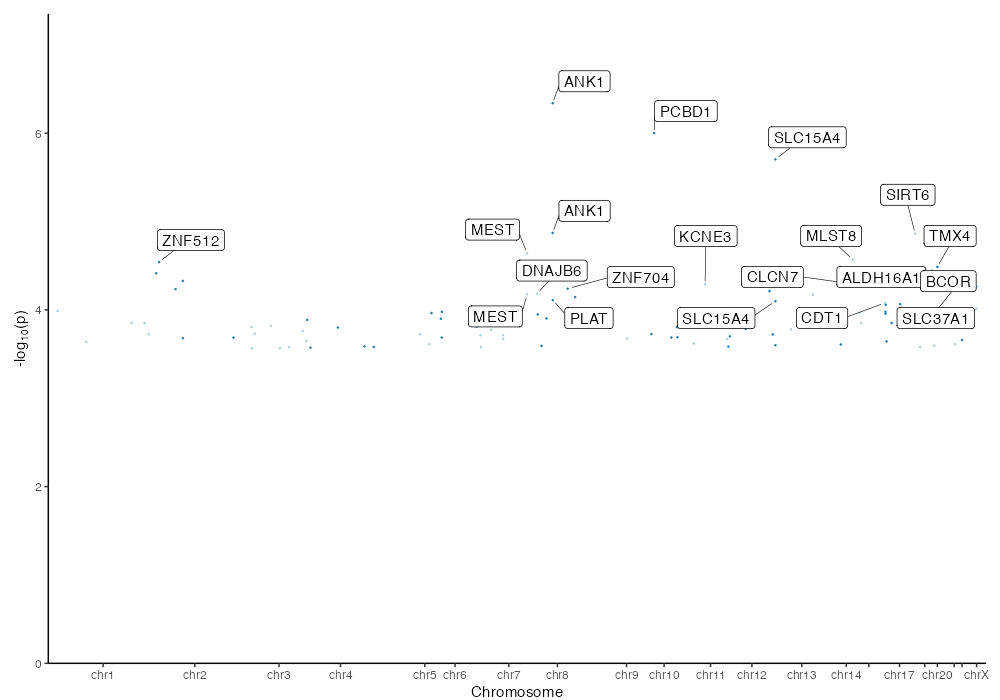 ANK1
PCBD1
6
SLC15A4
SIRT6
ANK1
MEST
KCNE3
MLST8
TMX4
ZNF512
DNAJB6
ZNF704
CLCN7
ALDH16A1
BCOR
4
MEST
PLAT
SLC15A4
CDT1
SLC37A1
-log10(p)
2
0
chr1 chr2 chr3 chr4 chr5 chr6 chr7 chr8 chr9 chr10 chr11 chr12 chr13 chr14 chr17 chr20 chrX
Chromosome